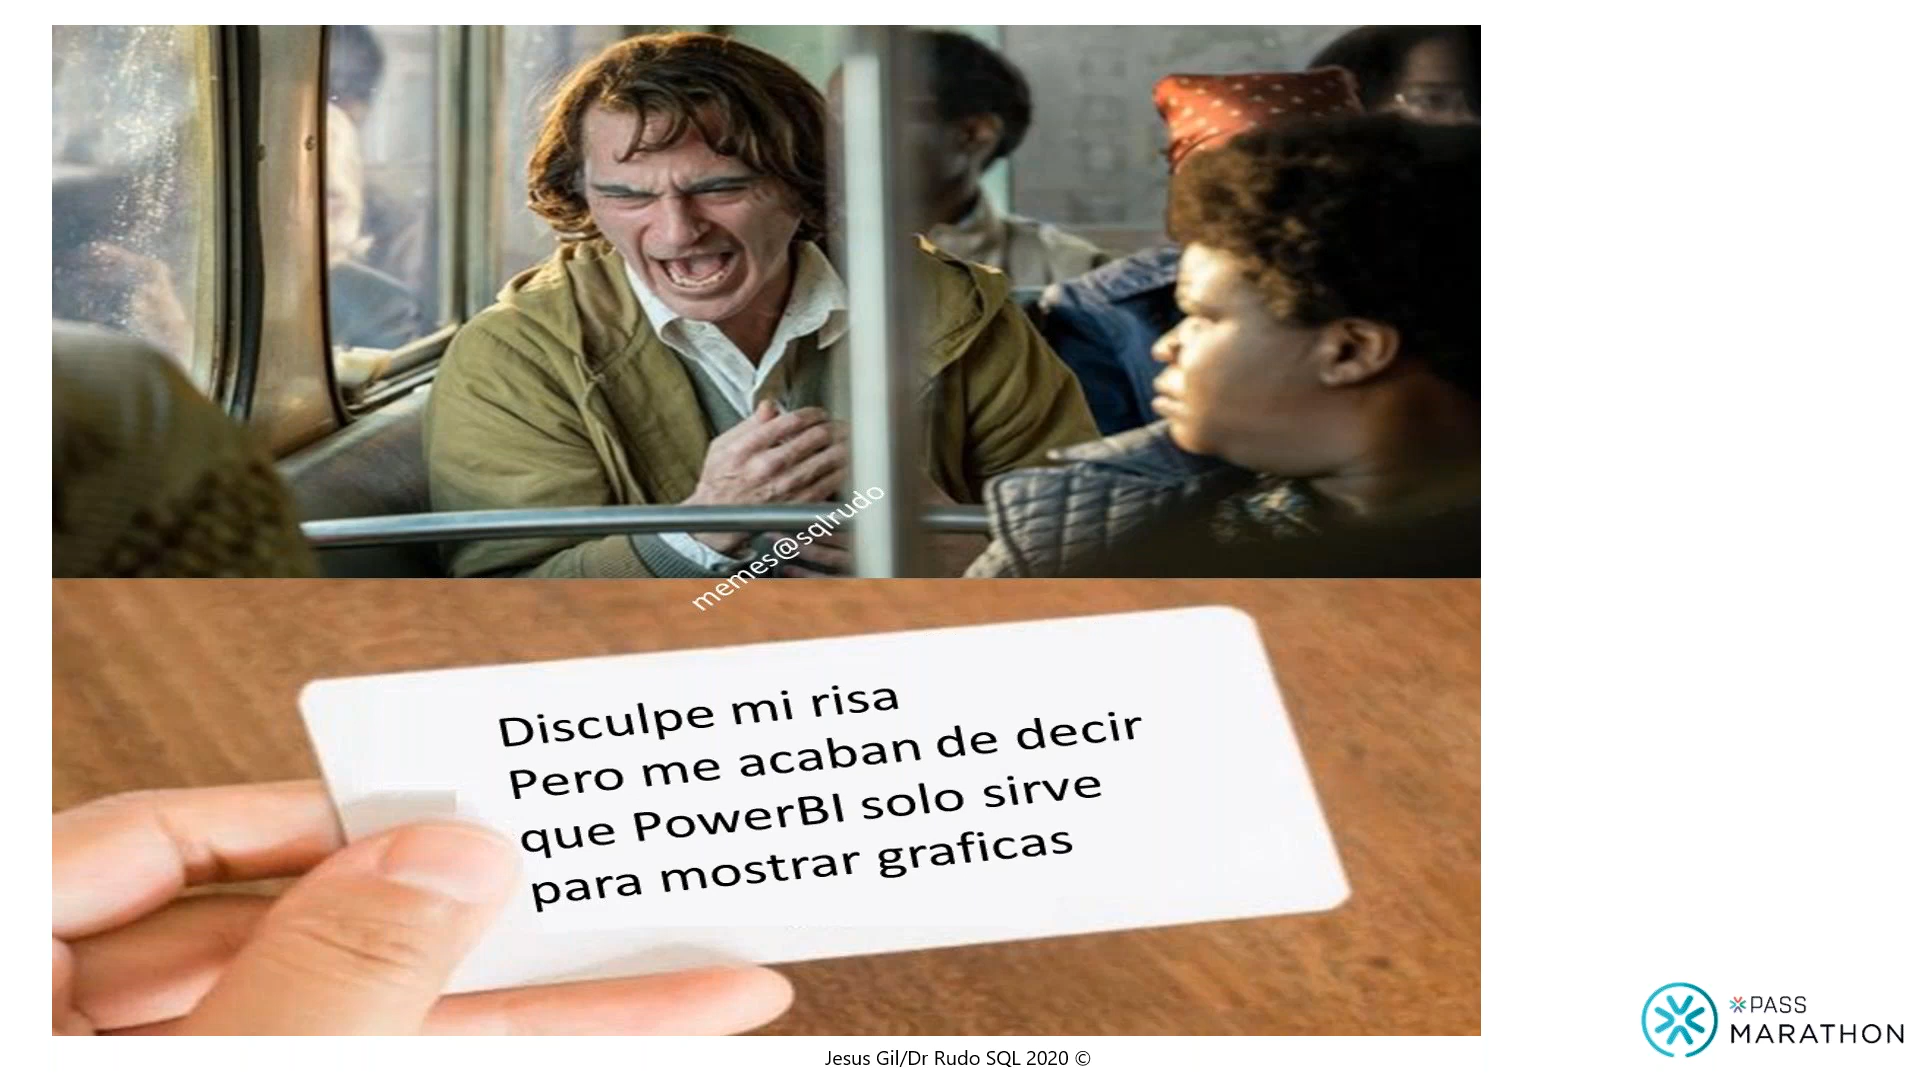 memes@sqlrudo
Disculpe mi risa
Pero me acaban de decir
que PowerBI solo sirve
para mostrar graficas
PASS
MARATHON
Jesus Gil/Dr Rudo SQL 2020 ©